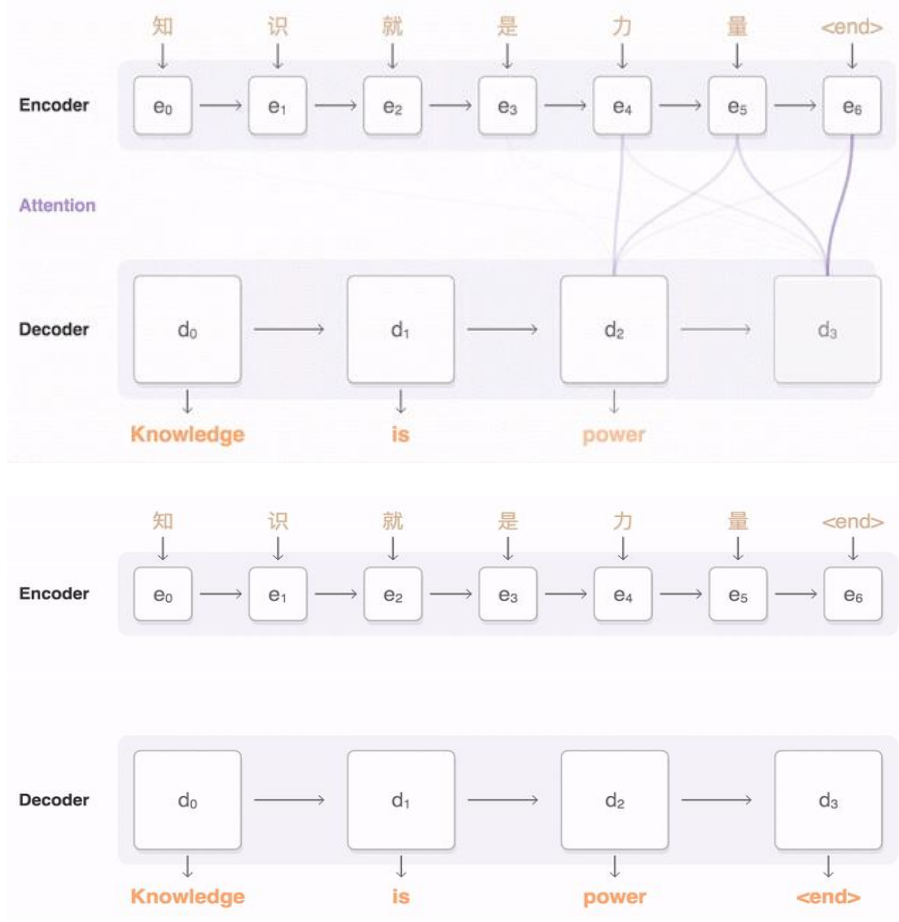 知 识 就 是 力 量 <end>
Encoder e₀ e₁ e₂ e₃ e₄ e₅ e₆
Attention
Decoder d₀ d₁ d₂ d₃
Knowledge is power
知 识 就 是 力 量 <end>
Encoder e₀ e₁ e₂ e₃ e₄ e₅ e₆
Decoder d₀ d₁ d₂ d₃
Knowledge is power <end>